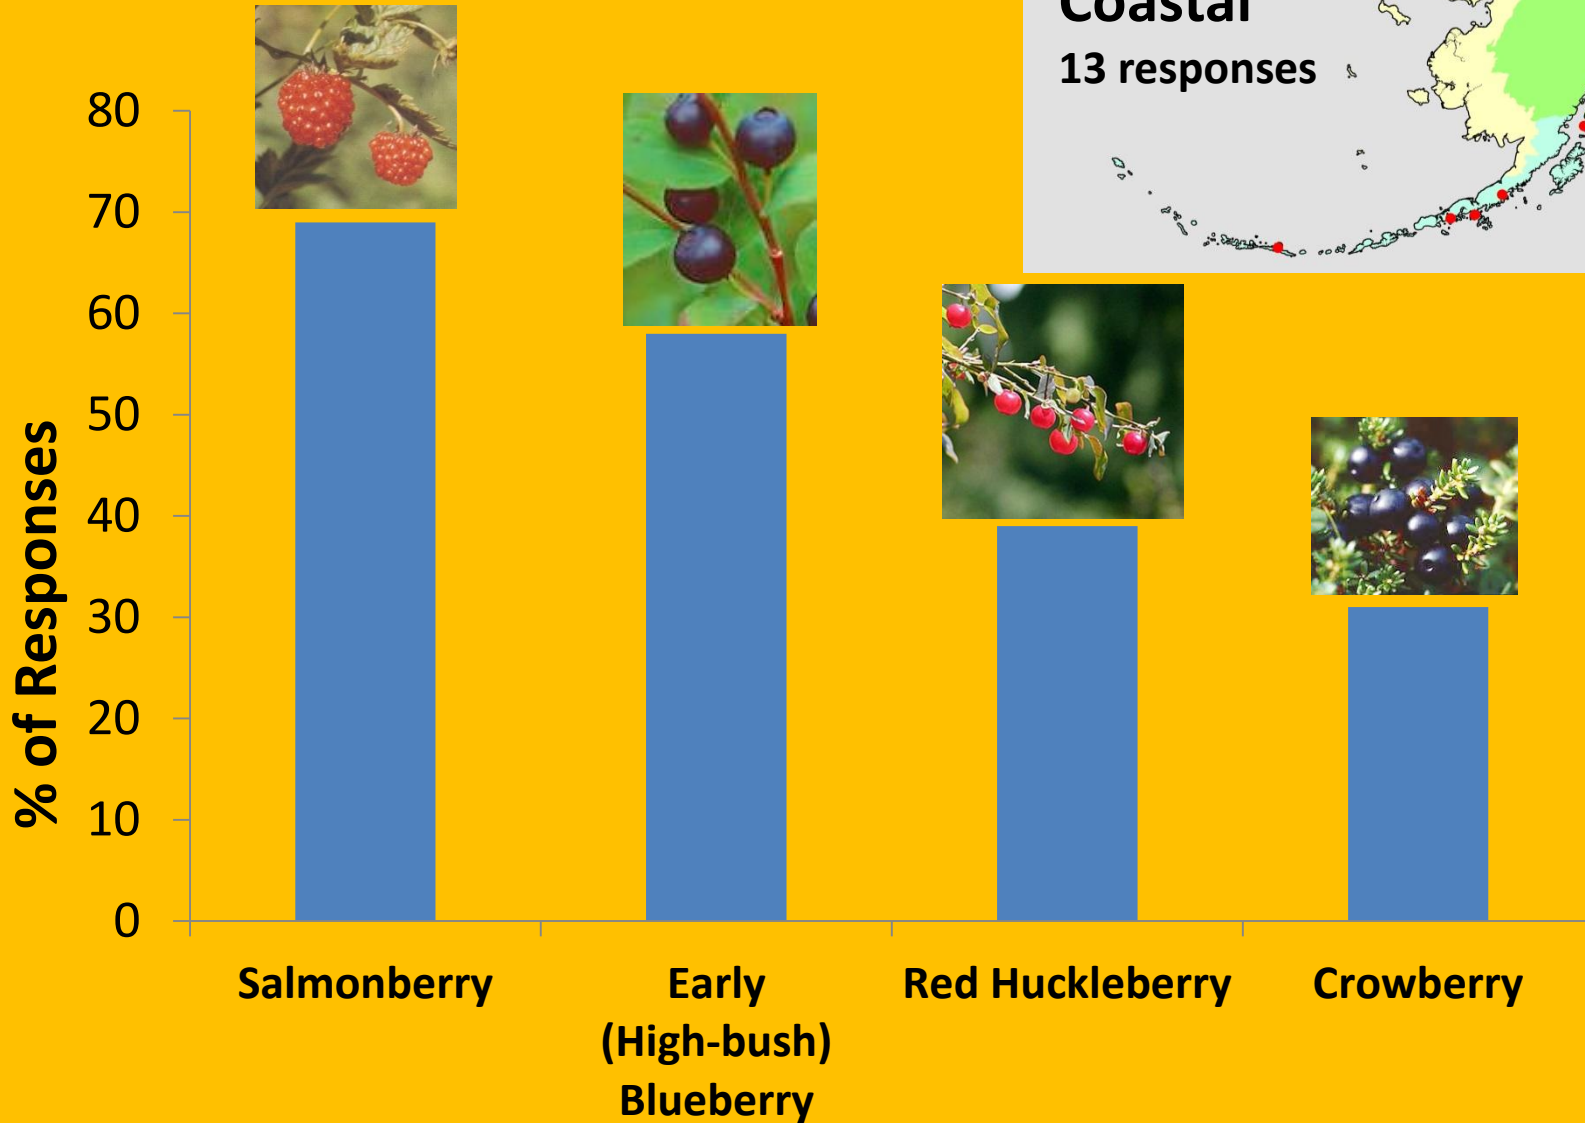 Coastal
13 responses
80
70
60
50
40
30
20
10
0
% of Responses
Salmonberry
Early
(High-bush)
Blueberry
Red Huckleberry
Crowberry